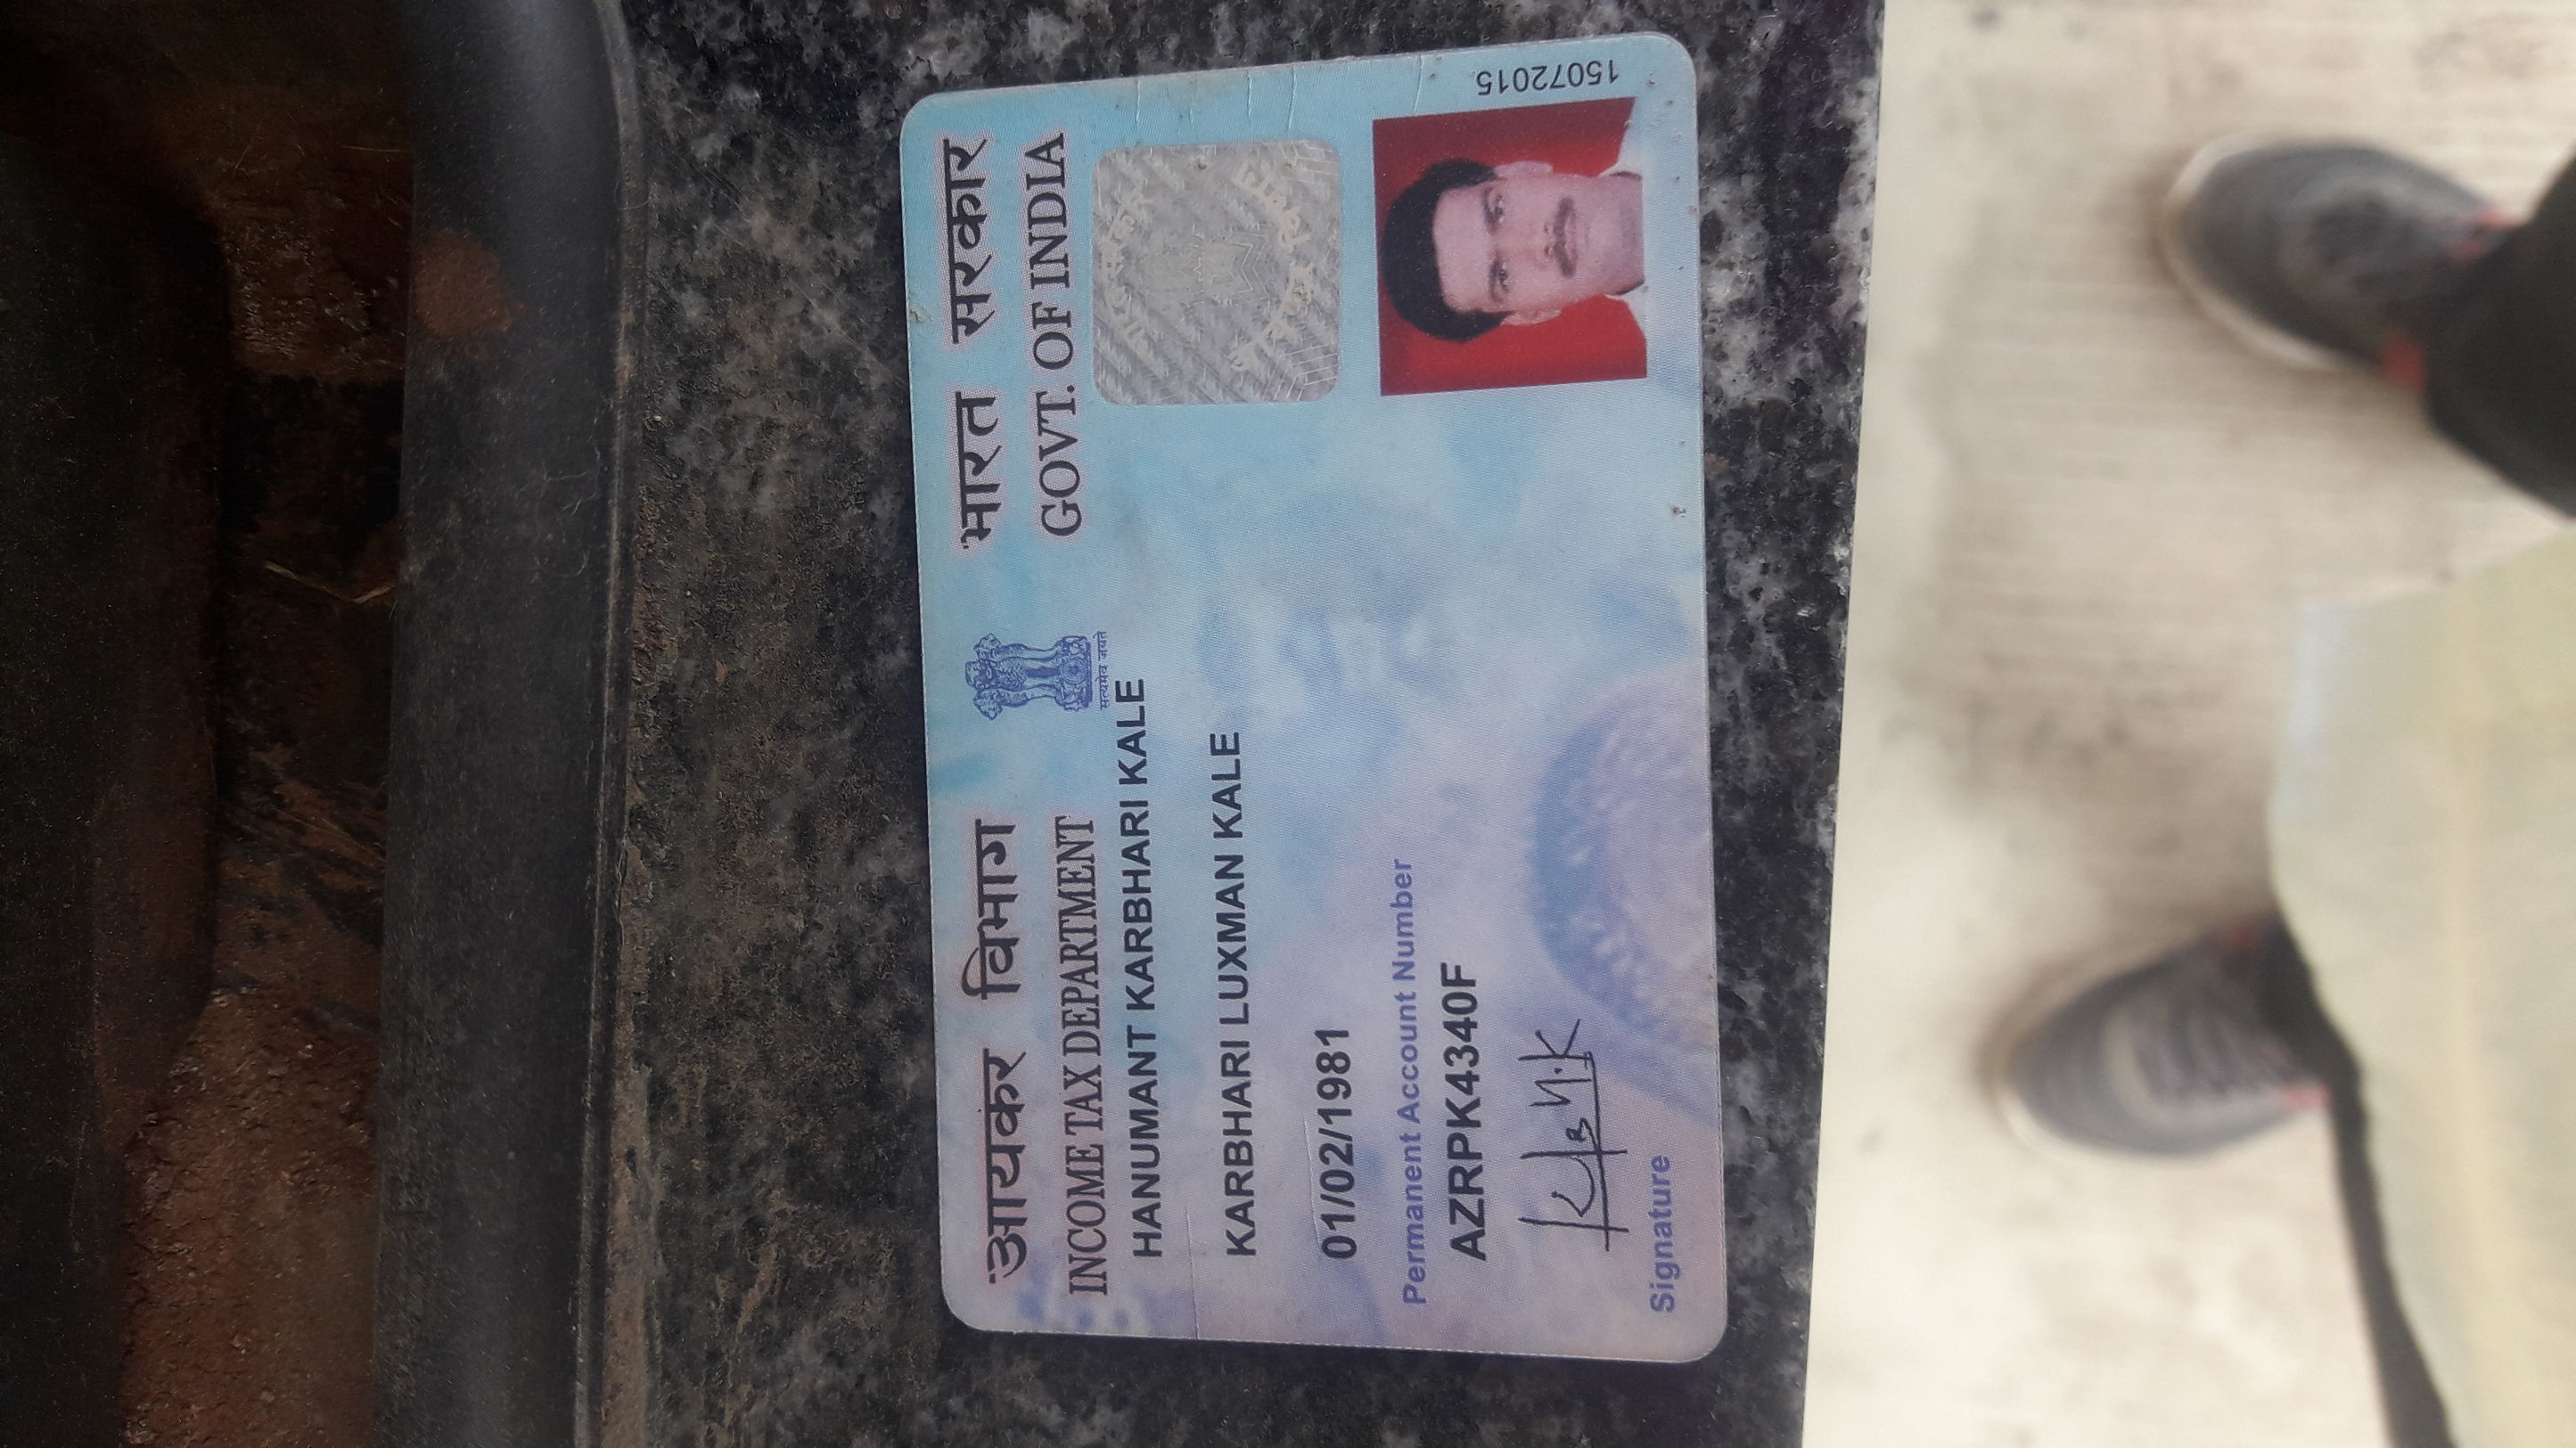 आयकर विभाग
INCOME TAX DEPARTMENT
सत्यमेव जयते
भारत सरकार
GOVT. OF INDIA
HANUMANT KARBHARI KALE
KARBHARI LUXMAN KALE
01/02/1981
Permanent Account Number
AZRPK4340F
Signature
15072015